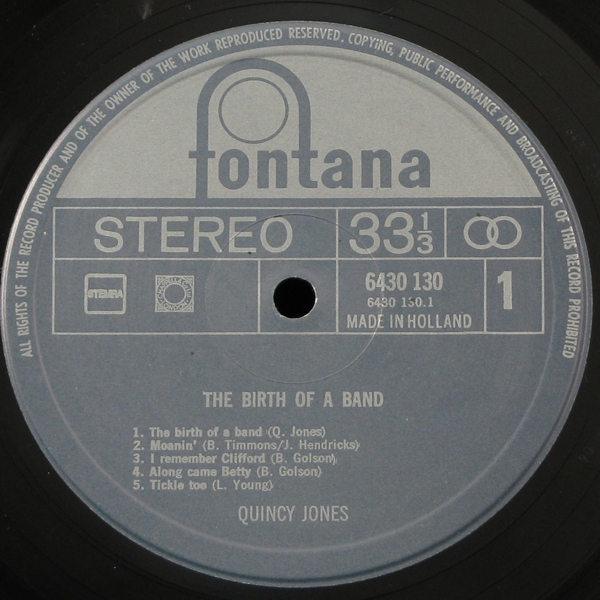 ALL RIGHTS OF THE RECORD PRODUCER AND OF THE OWNER OF THE WORK REPRODUCED RESERVED. COPYING, PUBLIC PERFORMANCE AND BROADCASTING OF THIS RECORD PROHIBITED
fontana
STEREO 33 1/3
STEMRA
6430 130 1
6430 130.1
MADE IN HOLLAND
THE BIRTH OF A BAND
1. The birth of a band (Q. Jones)
2. Moanin' (B. Timmons/J. Hendricks)
3. I remember Clifford (B. Golson)
4. Along came Betty (B. Golson)
5. Tickle toe (L. Young)
QUINCY JONES